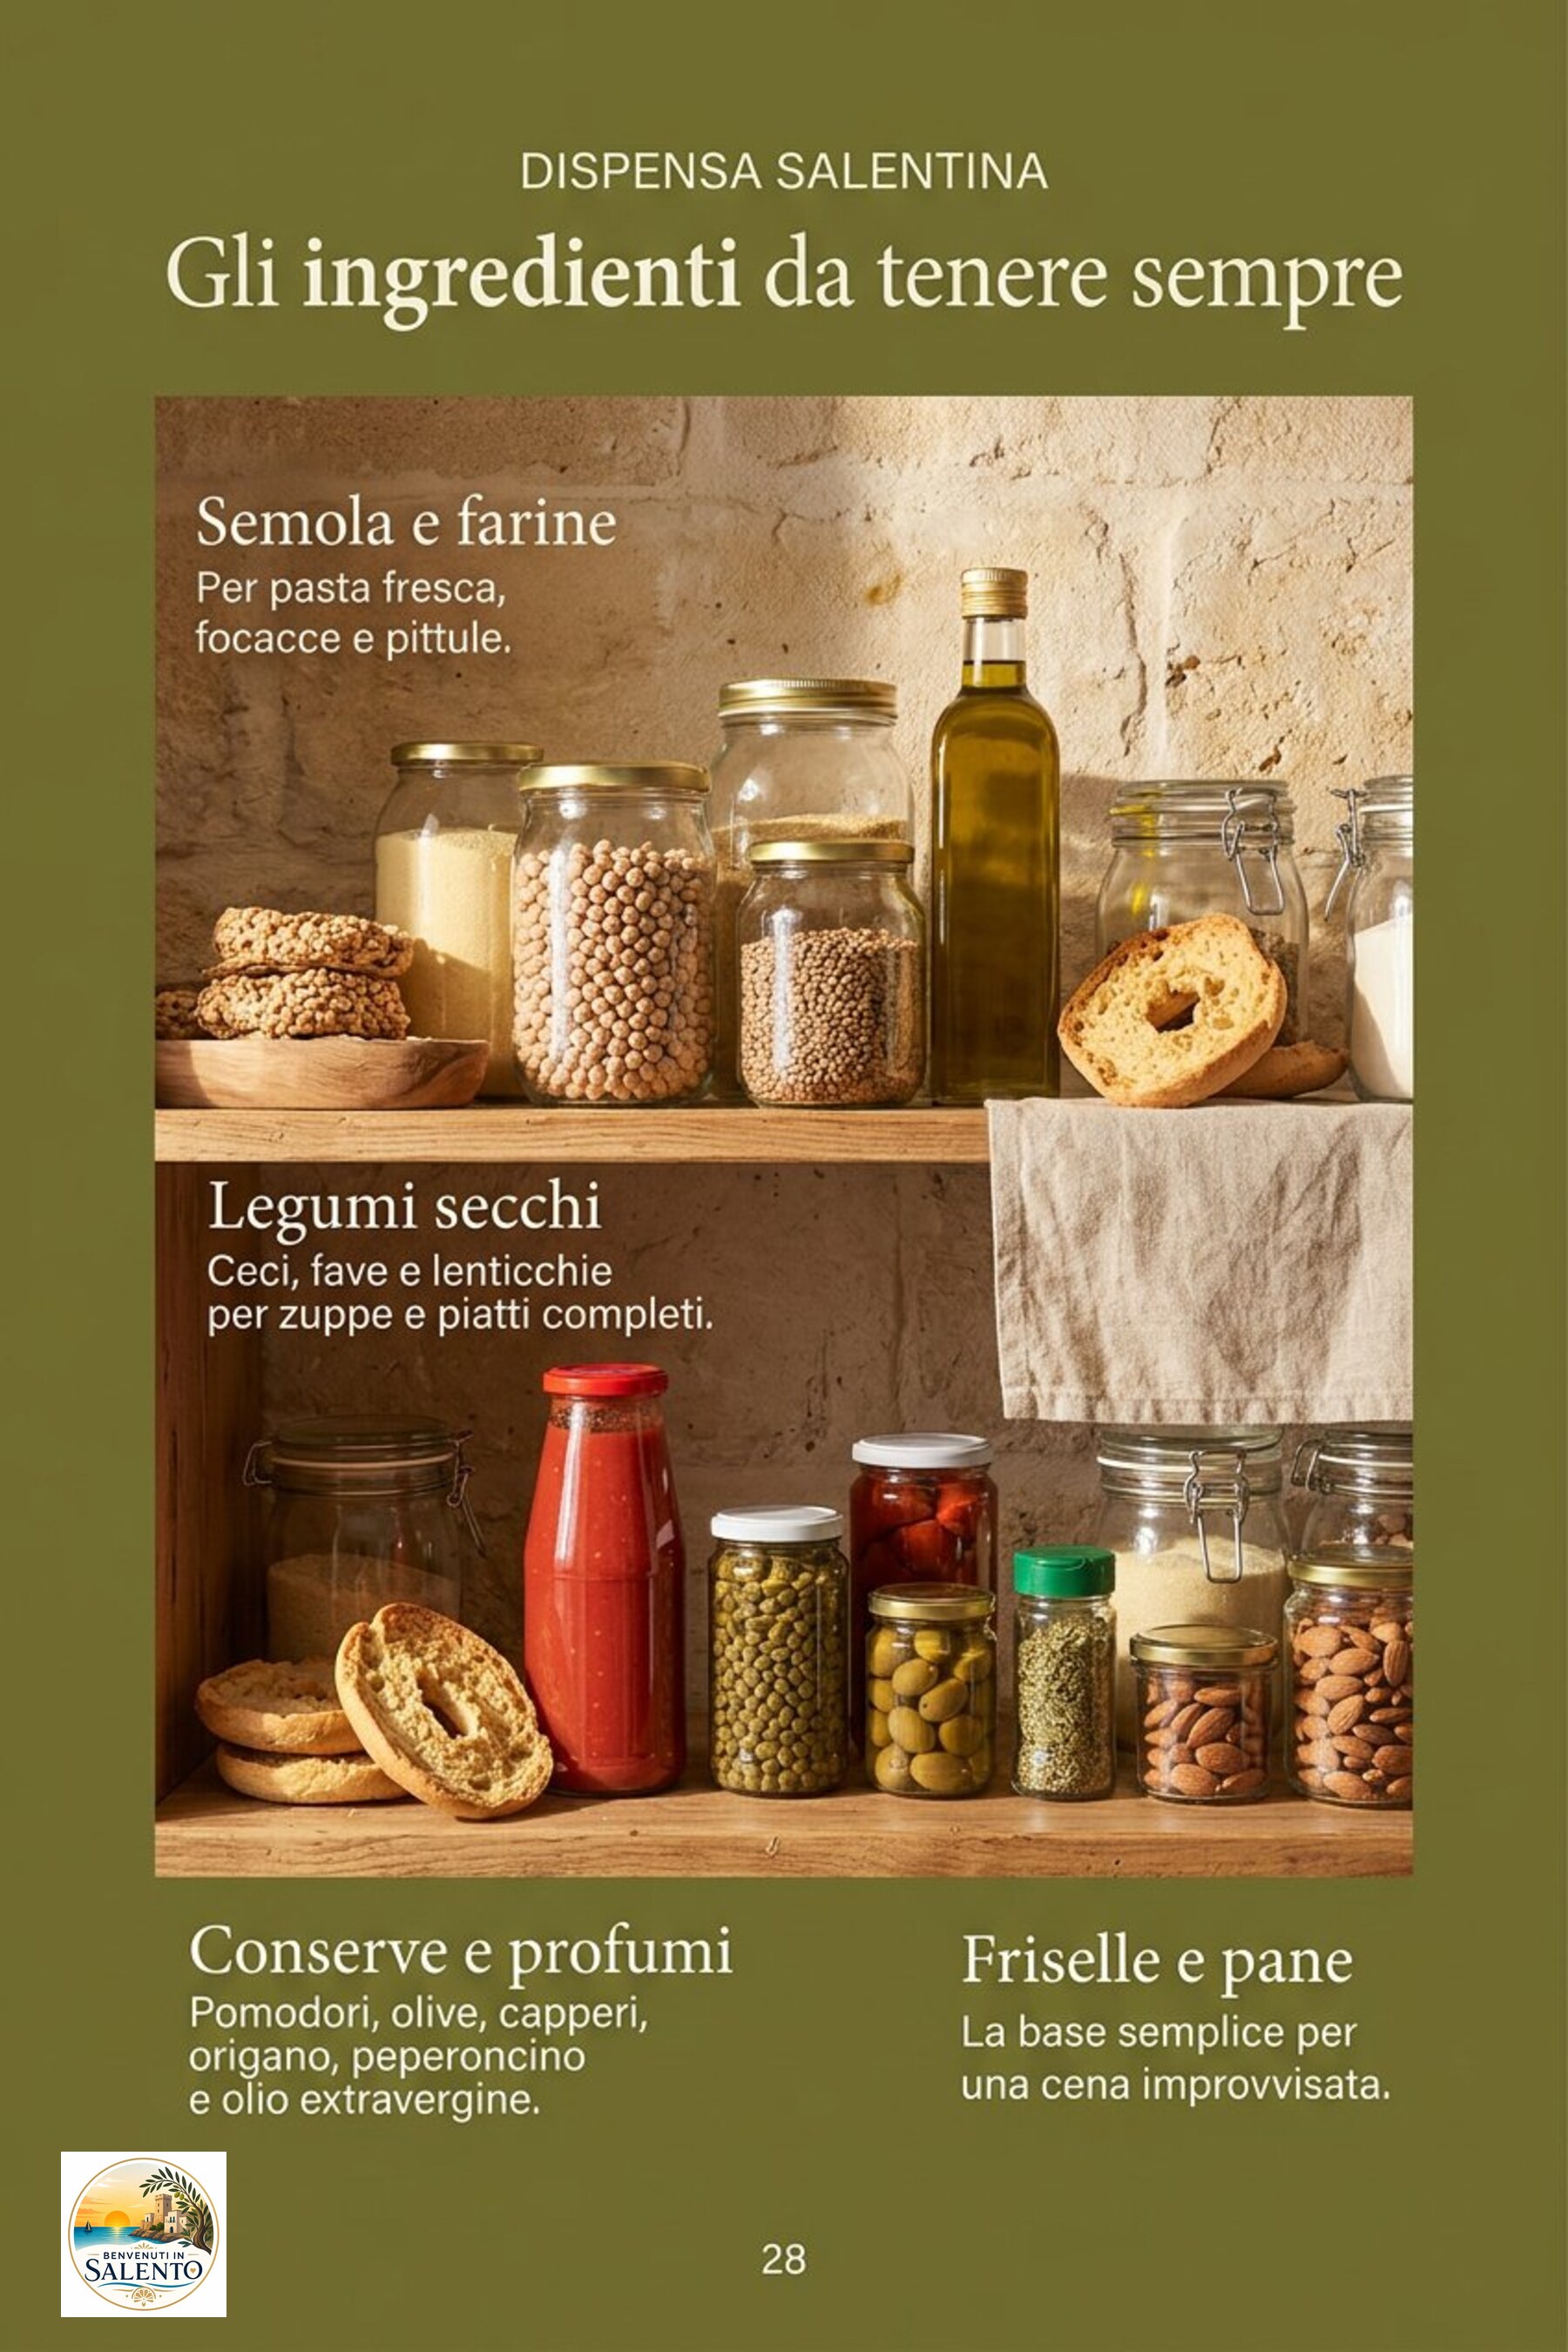 DISPENSA SALENTINA
Gli ingredienti da tenere sempre
Semola e farine
Per pasta fresca,
focacce e pittule.
Legumi secchi
Ceci, fave e lenticchie
per zuppe e piatti completi.
Conserve e profumi
Pomodori, olive, capperi,
origano, peperoncino
e olio extravergine.
Friselle e pane
La base semplice per
una cena improvvisata.
BENVENUTI IN
SALENTO
28